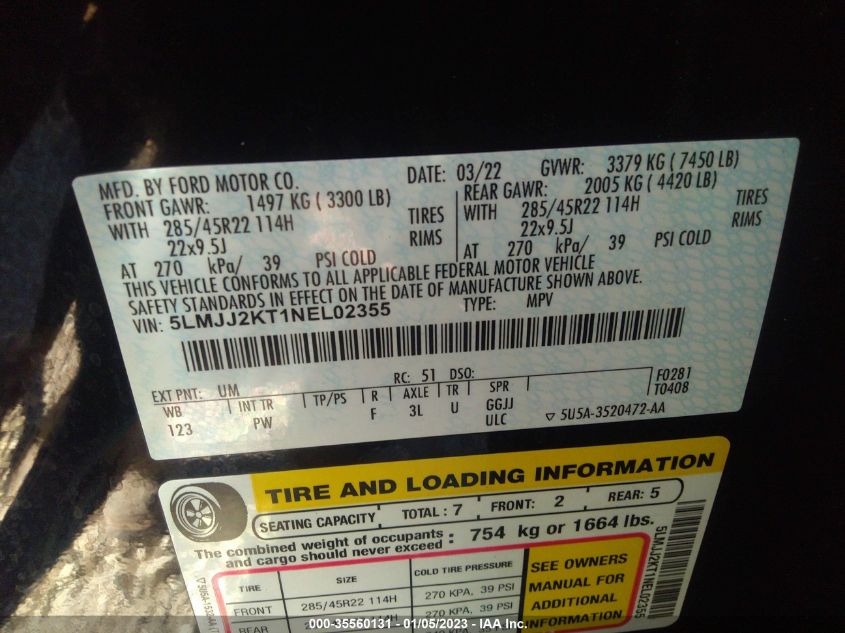 MFD. BY FORD MOTOR CO. DATE: 03/22 GVWR: 3379 KG ( 7450 LB)
FRONT GAWR: 1497 KG ( 3300 LB) REAR GAWR: 2005 KG ( 4420 LB)
WITH 285/45R22 114H TIRES WITH 285/45R22 114H TIRES
22x9.5J RIMS 22x9.5J RIMS
AT 270 kPa/ 39 PSI COLD AT 270 kPa/ 39 PSI COLD
THIS VEHICLE CONFORMS TO ALL APPLICABLE FEDERAL MOTOR VEHICLE
SAFETY STANDARDS IN EFFECT ON THE DATE OF MANUFACTURE SHOWN ABOVE.
VIN: 5LMJJ2KT1NEL02355 TYPE: MPV
EXT PNT: UM RC: 51 DSO: F0281
WB INT TR TP/PS R AXLE TR SPR T0408
123 PW F 3L U GGJJ
ULC ▽ 5U5A-3520472-AA
TIRE AND LOADING INFORMATION
SEATING CAPACITY TOTAL : 7 FRONT: 2 REAR: 5
The combined weight of occupants : 754 kg or 1664 lbs.
and cargo should never exceed :
TIRE SIZE COLD TIRE PRESSURE
FRONT 285/45R22 114H 270 KPA, 39 PSI
REAR 270 KPA, 39 PSI
SEE OWNERS
MANUAL FOR
ADDITIONAL
INFORMATION
5LMJJ2KT1NEL02355
000-35560131 - 01/05/2023 - IAA Inc.